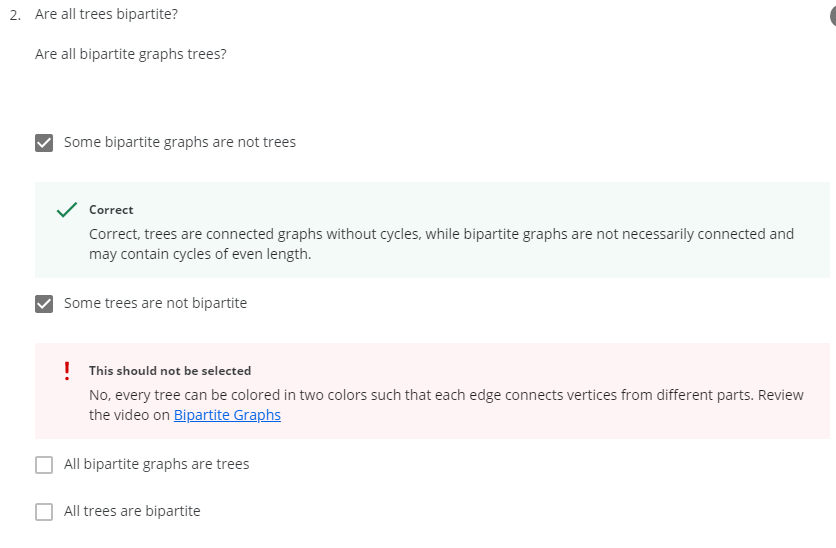 2. Are all trees bipartite?
Are all bipartite graphs trees?
Some bipartite graphs are not trees
Correct
Correct, trees are connected graphs without cycles, while bipartite graphs are not necessarily connected and
may contain cycles of even length.
Some trees are not bipartite
This should not be selected
No, every tree can be colored in two colors such that each edge connects vertices from different parts. Review
the video on Bipartite Graphs
All bipartite graphs are trees
All trees are bipartite